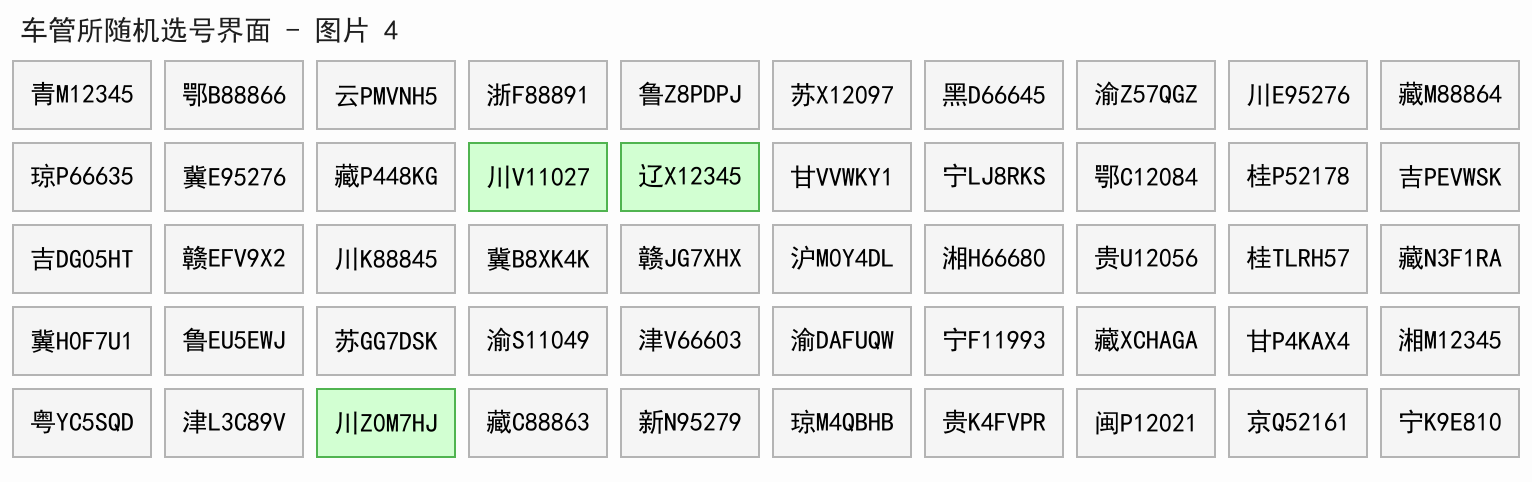 车管所随机选号界面 - 图片 4
青M12345 鄂B88866 云PMVNH5 浙F88891 鲁Z8PDPJ 苏X12097 黑D66645 渝Z57QGZ 川E95276 藏M88864
琼P66635 冀E95276 藏P448KG 川V11027 辽X12345 甘VVWKY1 宁LJ8RKS 鄂C12084 桂P52178 吉PEVWSK
吉DG05HT 赣EFV9X2 川K88845 冀B8XK4K 赣JG7XHX 沪M0Y4DL 湘H66680 贵U12056 桂TLRH57 藏N3F1RA
冀H0F7U1 鲁EU5EWJ 苏GG7DSK 渝S11049 津V66603 渝DAFUQW 宁F11993 藏XCHAGA 甘P4KAX4 湘M12345
粤YC5SQD 津L3C89V 川Z0M7HJ 藏C88863 新N95279 琼M4QBHB 贵K4FVPR 闽P12021 京Q52161 宁K9E810